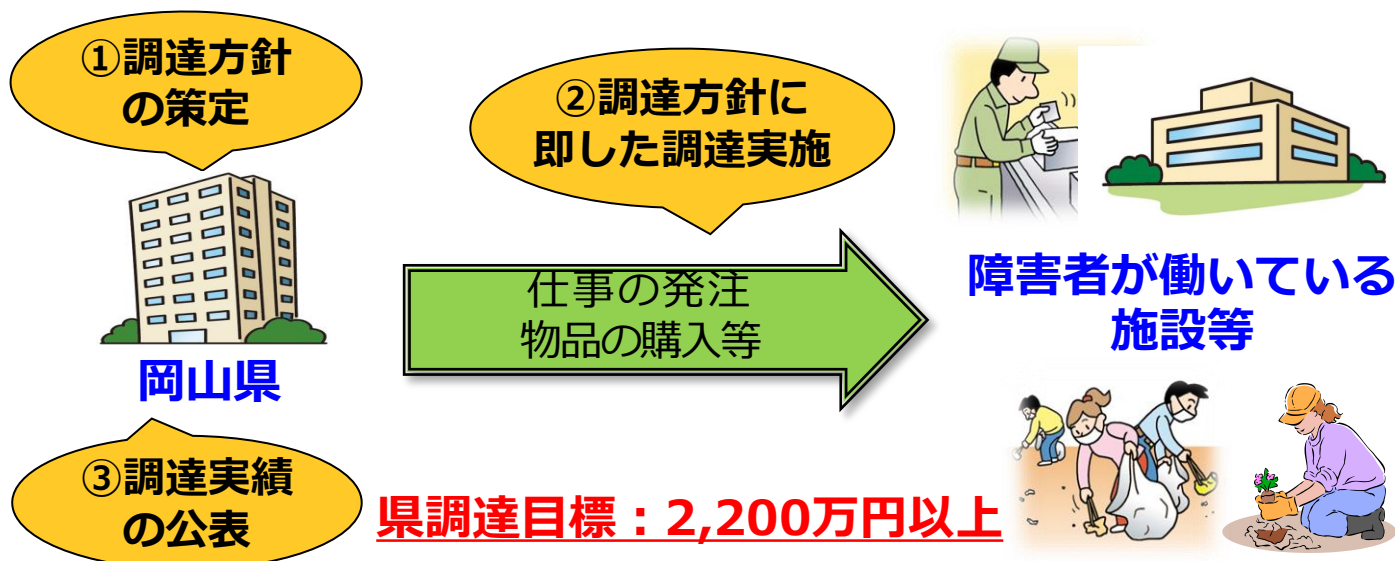 ①調達方針
の策定
②調達方針に
即した調達実施
岡山県
仕事の発注
物品の購入等
障害者が働いている
施設等
③調達実績
の公表
県調達目標：2,200万円以上